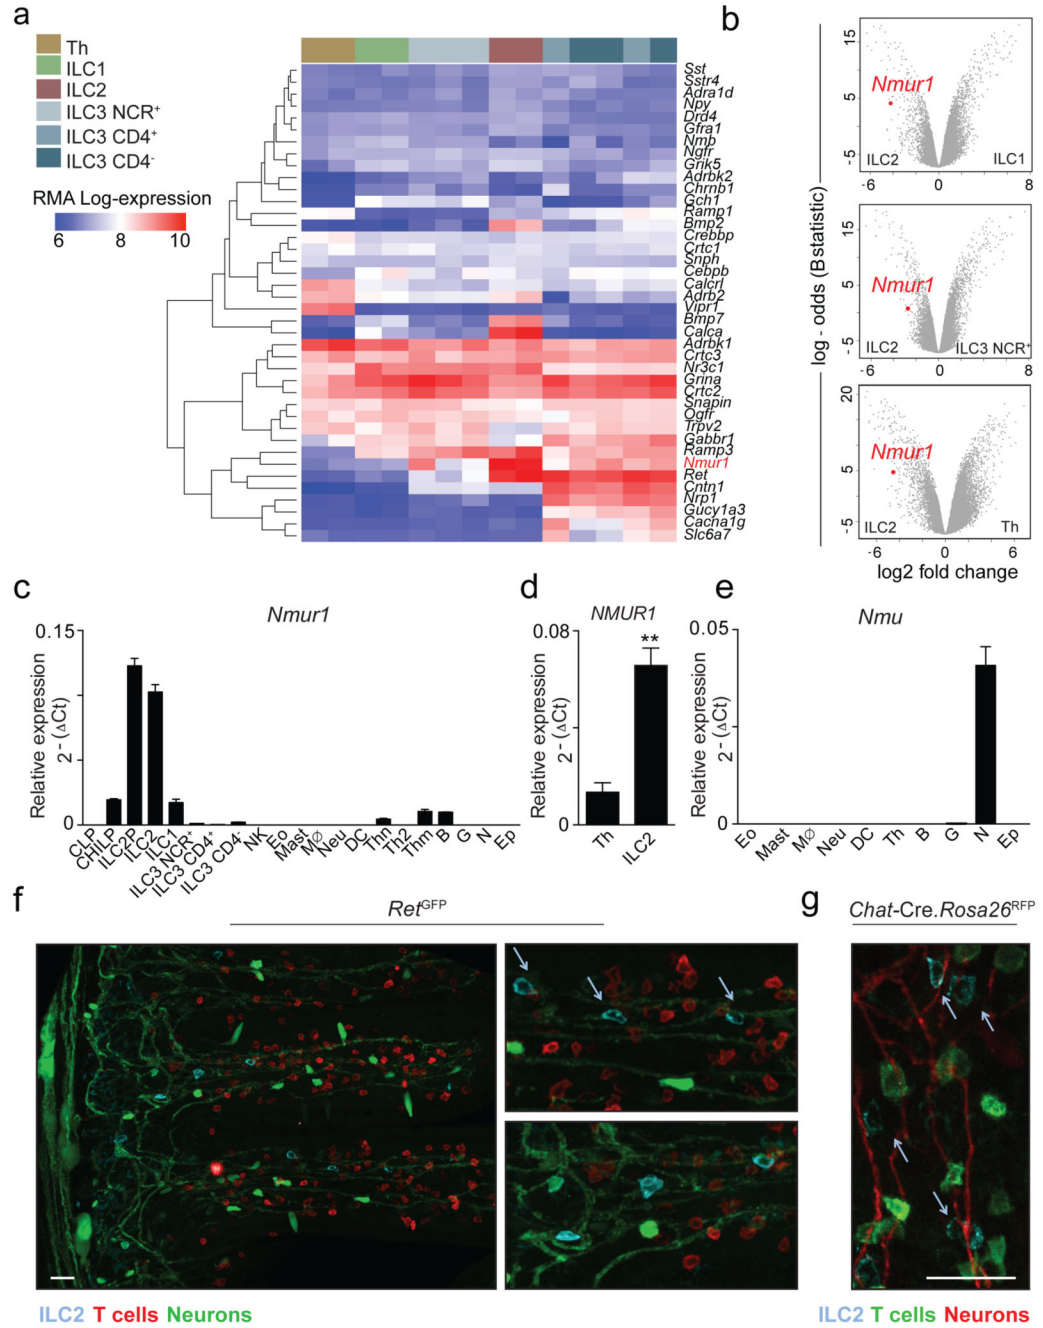 a
Th
ILC1
ILC2
ILC3 NCR+
ILC3 CD4+
ILC3 CD4-
RMA Log-expression
6 8 10
Sst
Sstr4
Adra1d
Npy
Drd4
Gfra1
Nmp
Ngfr
Grik5
Adrbk2
Chrnb1
Gch1
Ramp1
Bmp2
Crebbp
Crtc1
Snph
Cebpb
Calcrl
Adrb2
Vipr1
Bmp7
Calca
Adrbk1
Crtc3
Nr3c1
Grina
Crtc2
Snapin
Ogfr
Trpv2
Gabbr1
Ramp3
Nmur1
Ret
Cntn1
Nrp1
Gucy1a3
Cacna1g
Slc6a7
b
log - odds (Bstatistic)
15
5
-5
Nmur1
ILC2 ILC1
-6 0 8
15
5
-5
Nmur1
ILC2 ILC3 NCR+
-6 0 8
20
5
-5
Nmur1
ILC2 Th
-6 0 6
log2 fold change
c
Nmur1
Relative expression
2 - (ΔCt)
0.15
0
CLP CHILP ILC2P ILC2 ILC1 ILC3 NCR+ ILC3 CD4+ ILC3 CD4- NK Eo Mast MØ Neu DC Thn Th2 Thm B G N Ep
d
NMUR1
Relative expression
2 - (ΔCt)
0.08
0
**
Th ILC2
e
Nmu
Relative expression
2 - (ΔCt)
0.05
0
Eo Mast MØ Neu DC Th B G N Ep
f
RetGFP
ILC2 T cells Neurons
g
Chat-Cre.Rosa26RFP
ILC2 T cells Neurons